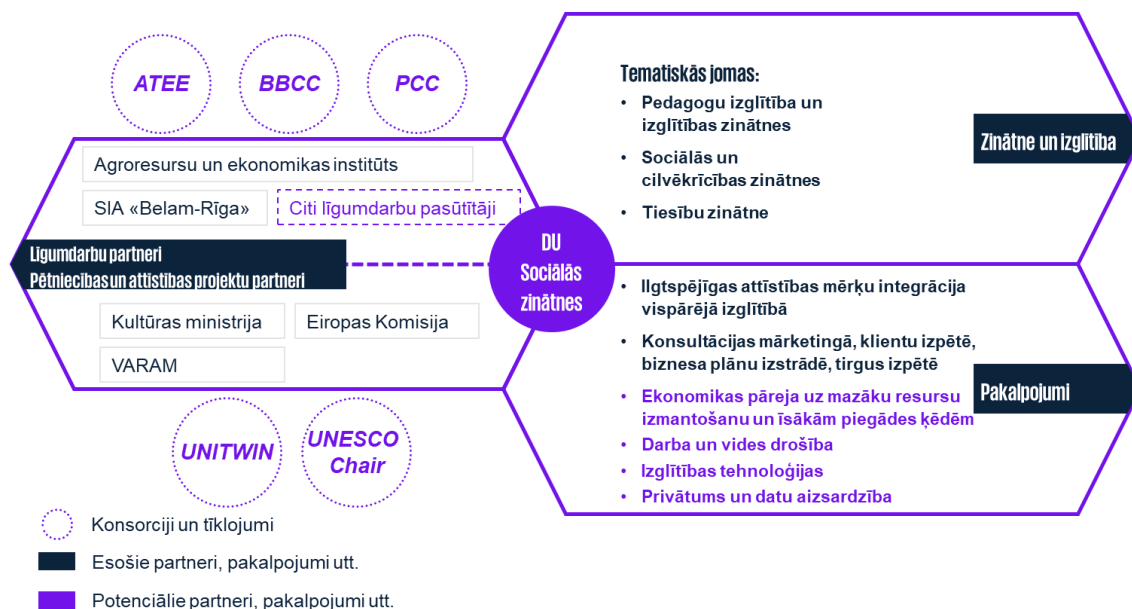 ATEE
BBCC
PCC
Agroresursu un ekonomikas institūts
SIA «Belam-Rīga»
Citi līgumdarbu pasūtītāji
Līgumdarbu partneri
Pētniecības un attīstības projektu partneri
Kultūras ministrija
Eiropas Komisija
VARAM
UNITWIN
UNESCO
Chair
DU
Sociālās
zinātnes
Tematiskās jomas:
• Pedagogu izglītība un
izglītības zinātnes
• Sociālās un
cilvēkrīcības zinātnes
• Tiesību zinātne
Zinātne un izglītība
• Ilgtspējīgas attīstības mērķu integrācija
vispārējā izglītībā
• Konsultācijas mārketingā, klientu izpētē,
biznesa plānu izstrādē, tirgus izpētē
• Ekonomikas pāreja uz mazāku resursu
izmantošanu un īsākām piegādes ķēdēm
• Darba un vides drošība
• Izglītības tehnoloģijas
• Privātums un datu aizsardzība
Pakalpojumi
Konsorciji un tīklojumi
Esošie partneri, pakalpojumi utt.
Potenciālie partneri, pakalpojumi utt.